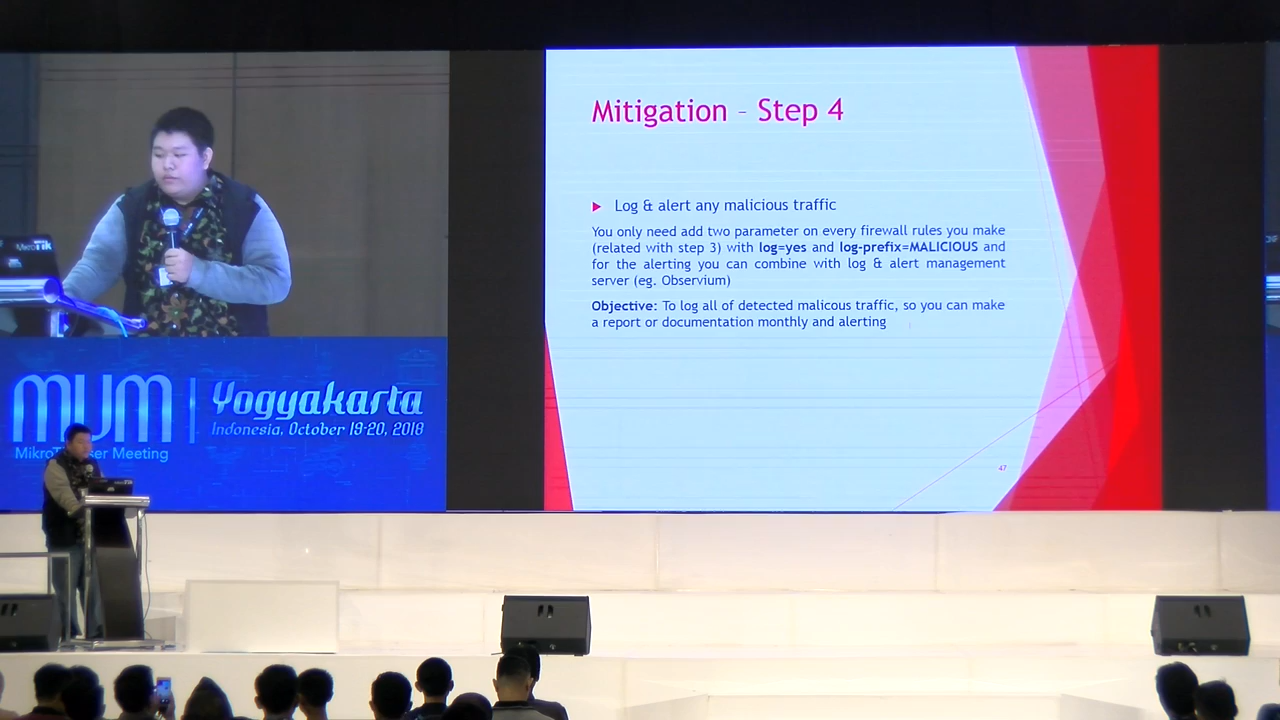 Mitigation – Step 4
Log & alert any malicious traffic
You only need add two parameter on every firewall rules you make
(related with step 3) with log=yes and log-prefix=MALICIOUS and
for the alerting you can combine with log & alert management
server (eg. Observium)
Objective: To log all of detected malicous traffic, so you can make
a report or documentation monthly and alerting
47
MUM
Yogyakarta
Indonesia, October 19-20, 2018
Meeting